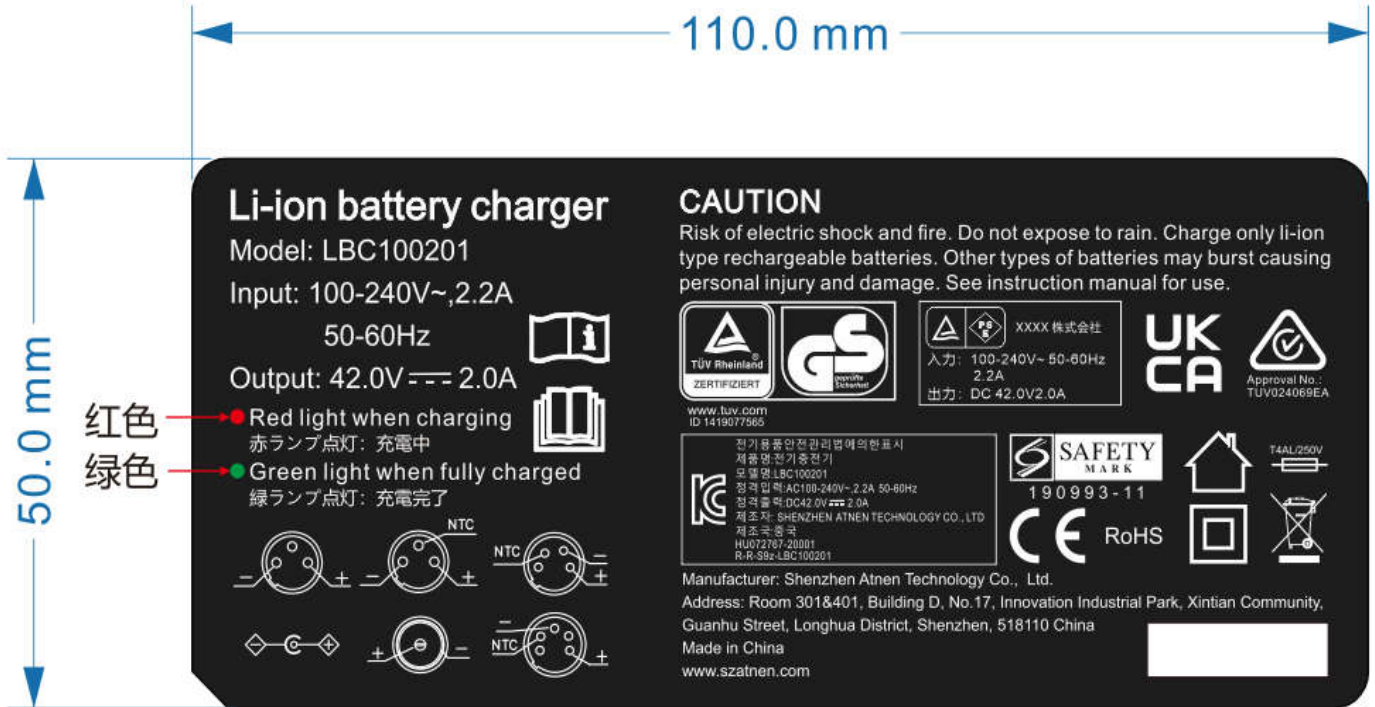 110.0 mm
50.0 mm
红色
绿色
Li-ion battery charger
Model: LBC100201
Input: 100-240V~,2.2A
50-60Hz
Output: 42.0V 2.0A
Red light when charging
赤ランプ点灯：充電中
Green light when fully charged
緑ランプ点灯：充電完了
NTC
NTC
NTC
CAUTION
Risk of electric shock and fire. Do not expose to rain. Charge only li-ion
type rechargeable batteries. Other types of batteries may burst causing
personal injury and damage. See instruction manual for use.
TÜV Rheinland®
ZERTIFIZIERT
GS
geprüfte
Sicherheit
www.tuv.com
ID 1419077565
PS
E
XXXX 株式会社
入力： 100-240V~ 50-60Hz
2.2A
出力： DC 42.0V2.0A
UK
CA
Approval No.:
TUV024069EA
전기용품안전관리법에의한표시
제품명:전기충전기
모델명:LBC100201
정격입력:AC100-240V~,2.2A 50-60Hz
정격출력:DC42.0V 2.0A
제조자: SHENZHEN ATNEN TECHNOLOGY CO., LTD
제조국:중국
HU072767-20001
R-R-S9z-LBC100201
SAFETY
MARK
190993-11
T4AL/250V
CE
RoHS
Manufacturer: Shenzhen Atnen Technology Co., Ltd.
Address: Room 301&401, Building D, No.17, Innovation Industrial Park, Xintian Community,
Guanhu Street, Longhua District, Shenzhen, 518110 China
Made in China
www.szatnen.com